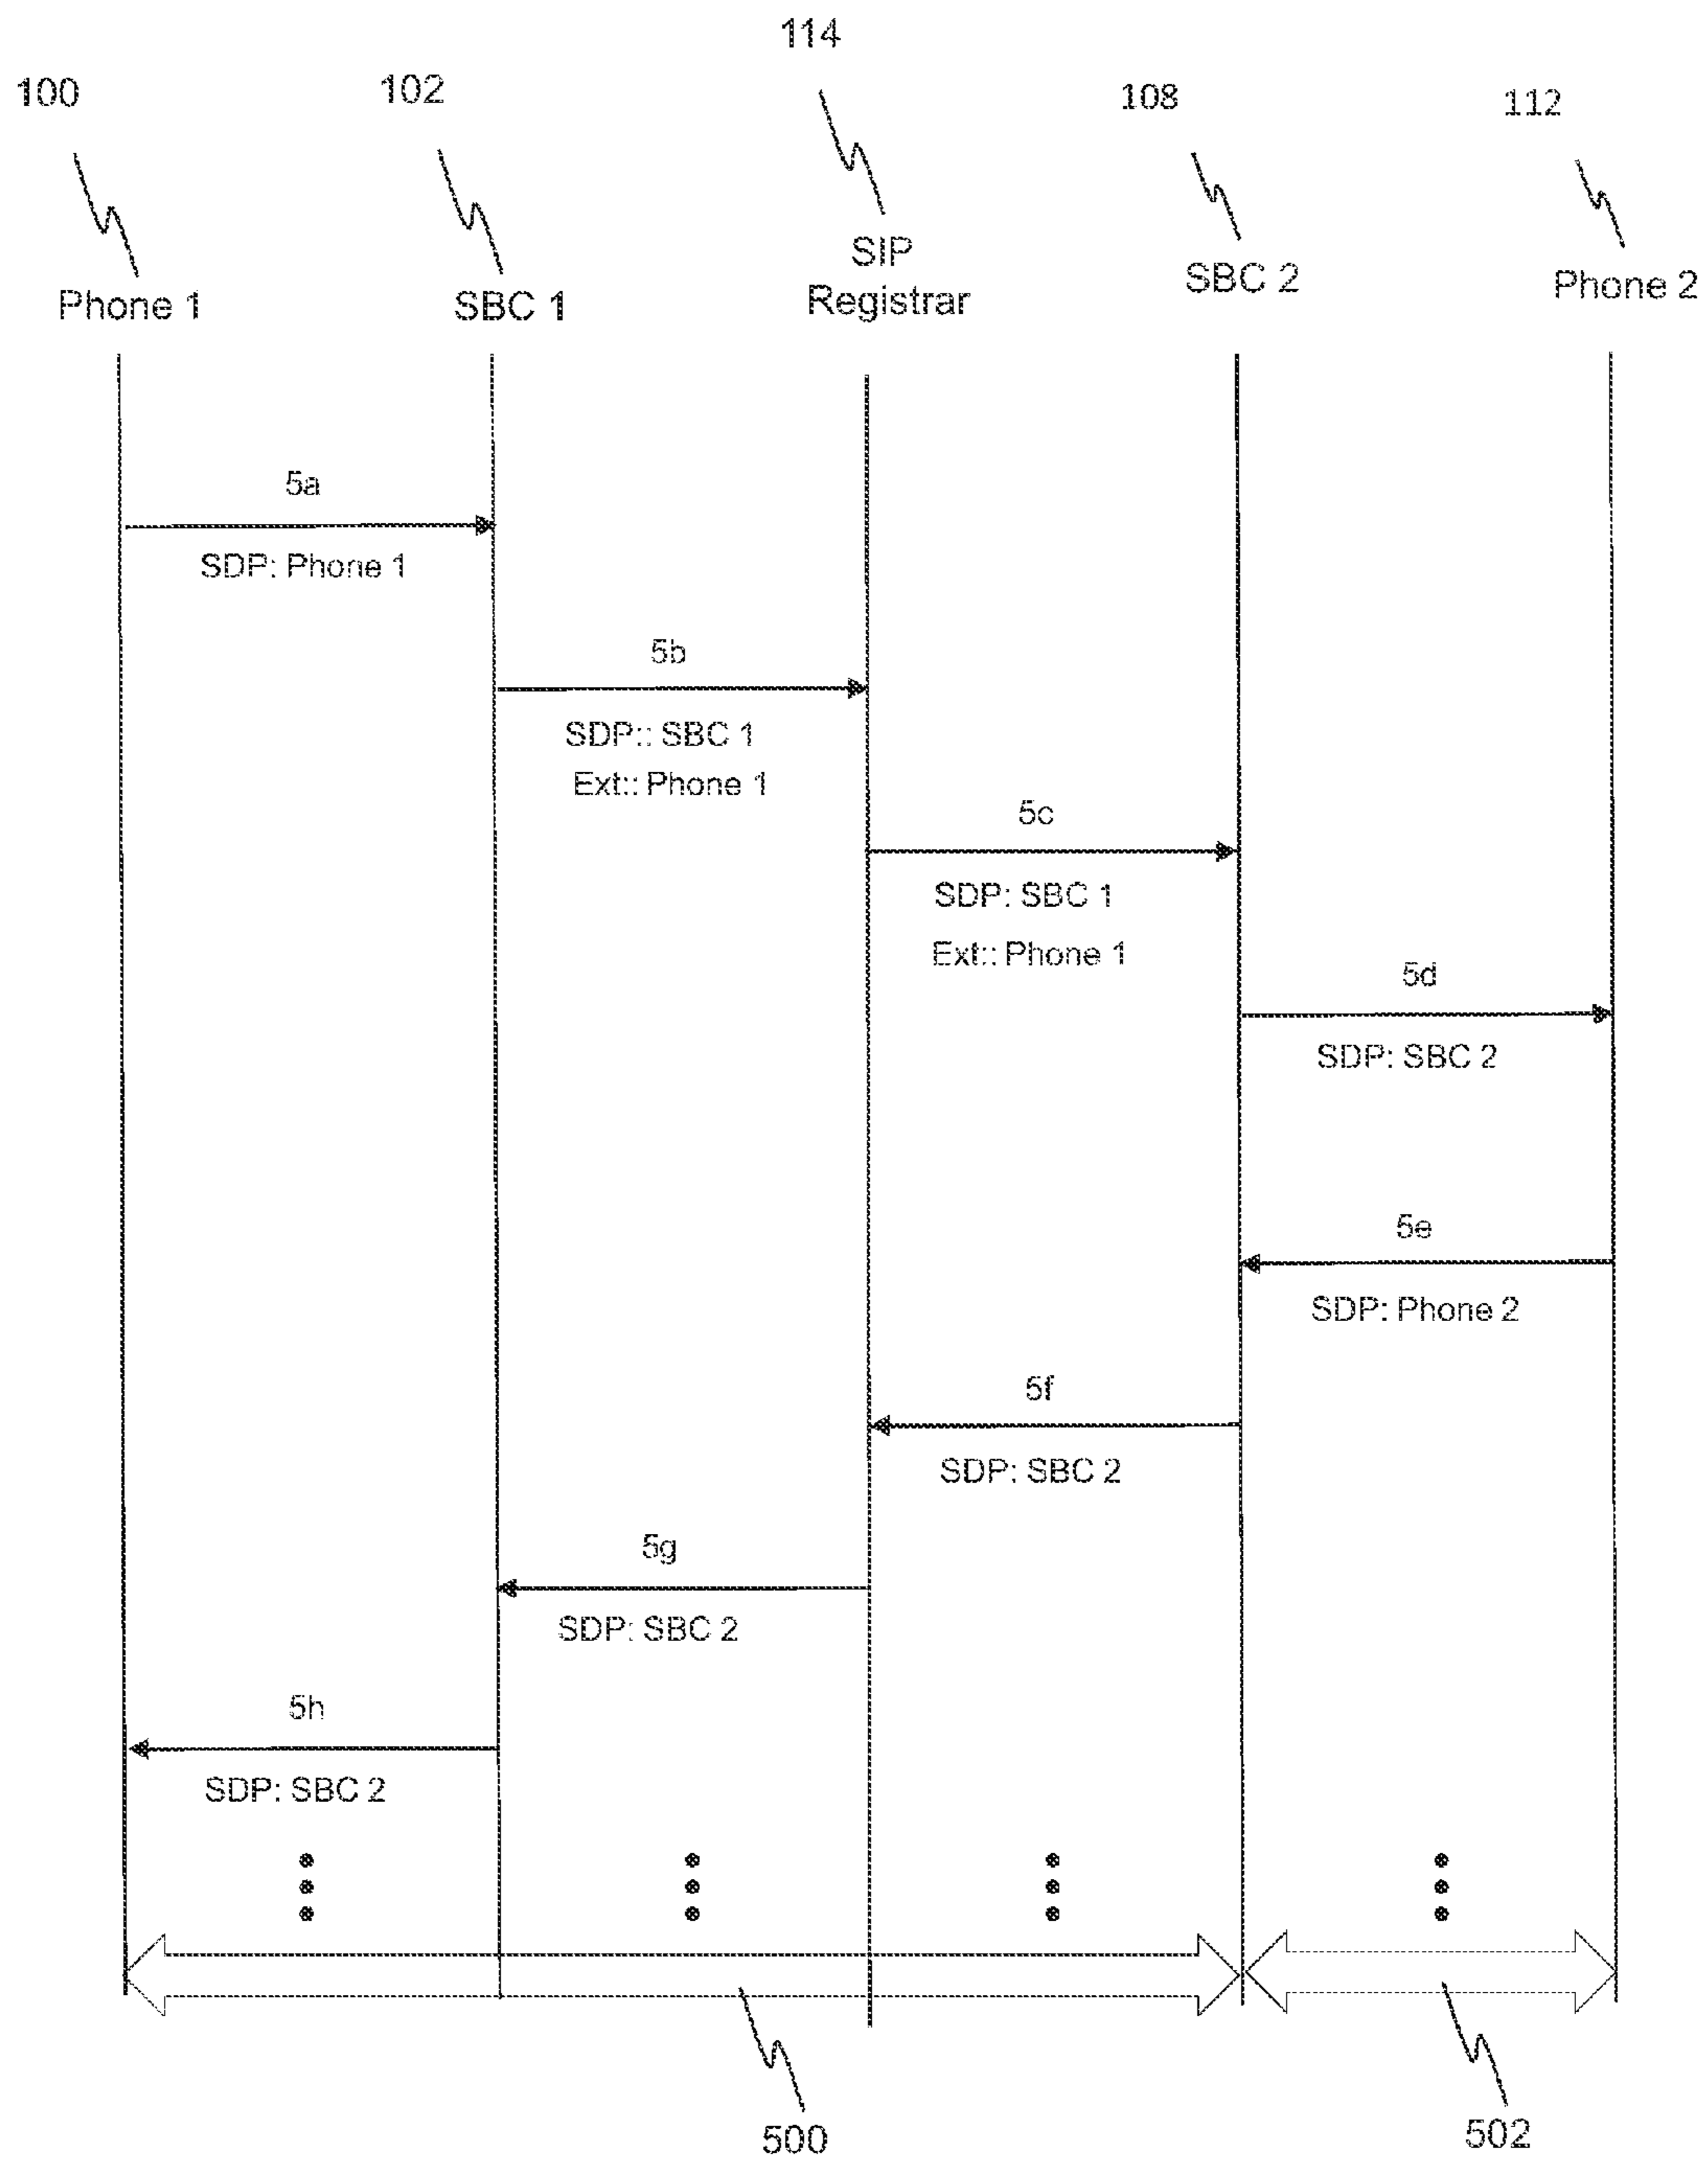 114
100
102
108
112
SIP
Registrar
SBC 2
Phone 2
Phone 1
SBC 1
5a
SDP: Phone 1
5b
SDP:: SBC 1
Ext:: Phone 1
5c
SDP: SBC 1
Ext:: Phone 1
5d
SDP: SBC 2
5e
SDP: Phone 2
5f
SDP: SBC 2
5g
SDP: SBC 2
5h
SDP: SBC 2
500
502